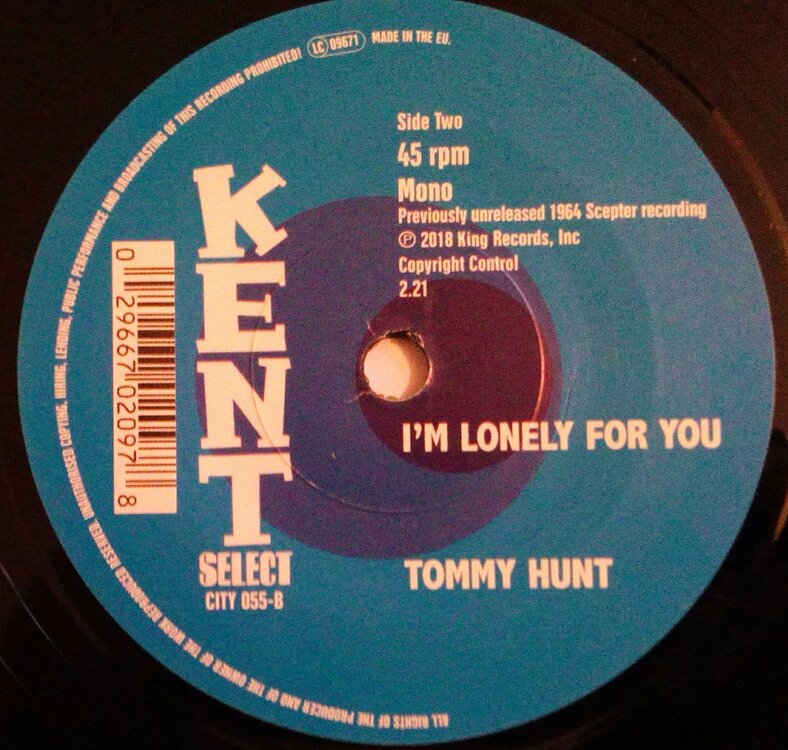 ALL RIGHTS OF THE PRODUCER AND OF THE OWNER OF THE WORK REPRODUCED RESERVED. UNAUTHORISED COPYING, HIRING, LENDING, PUBLIC PERFORMANCE AND BROADCASTING OF THIS RECORDING PROHIBITED! LC 09671 MADE IN THE EU.
Side Two
45 rpm
Mono
Previously unreleased 1964 Scepter recording
Ⓟ 2018 King Records, Inc
Copyright Control
2.21
0 29667 02097 8
KENT
SELECT
CITY 055-B
I'M LONELY FOR YOU
TOMMY HUNT